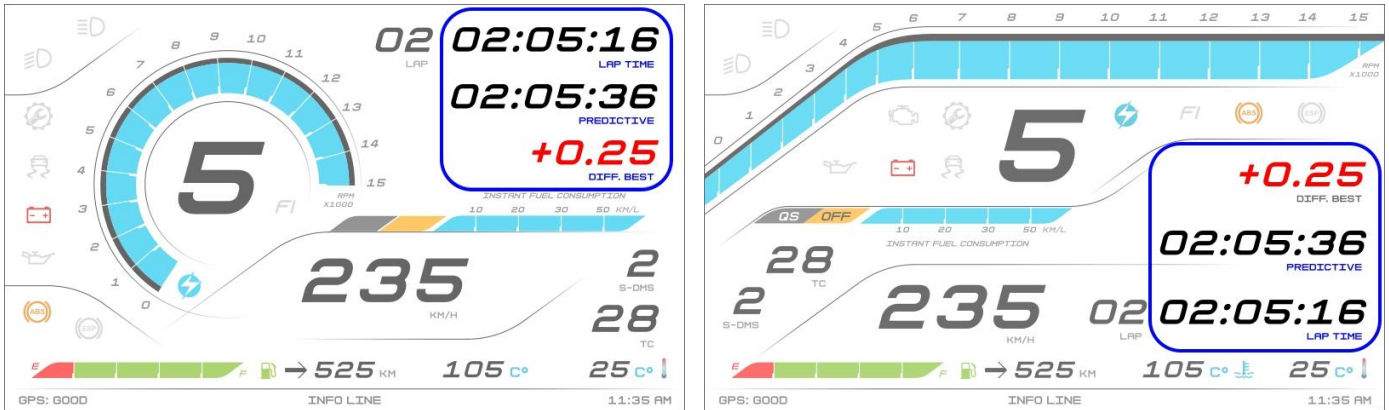 8 9 10 11 12 13 14 15
7 6 5 4 3 2 1 0
RPM
X1000
5
FI
02
LAP
02:05:16
LAP TIME
02:05:36
PREDICTIVE
+0.25
DIFF. BEST
INSTANT FUEL CONSUMPTION
10 20 30 50 KM/L
235
KM/H
2
S-DMS
28
TC
ABS
ESP
E F 525 KM 105 C° 25 C°
GPS: GOOD INFO LINE 11:35 AM
0 1 2 3 4 5 6 7 8 9 10 11 12 13 14 15
RPM
X1000
5
FI ABS ESP
QS OFF
10 20 30 50 KM/L
INSTANT FUEL CONSUMPTION
28
TC
2
S-DMS
235
KM/H
+0.25
DIFF. BEST
02:05:36
PREDICTIVE
02
LAP
02:05:16
LAP TIME
E F 525 KM 105 C° 25 C°
GPS: GOOD INFO LINE 11:35 AM